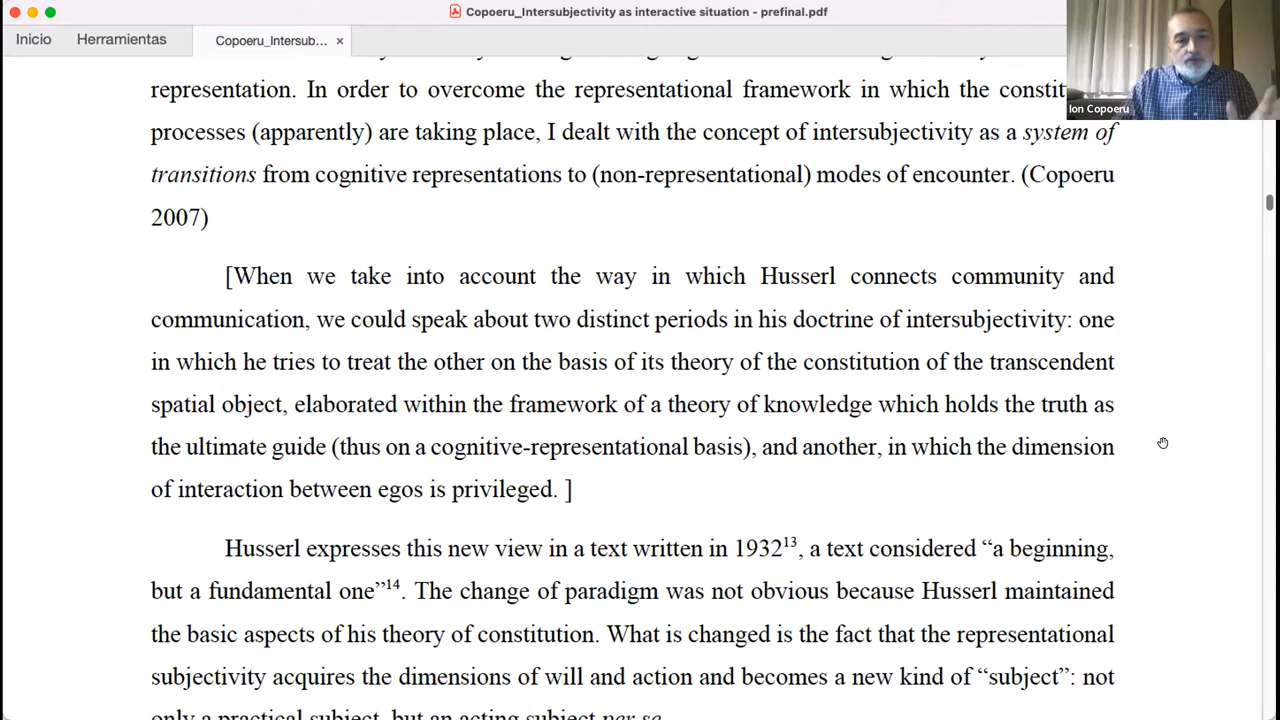 Copoeru_Intersubjectivity as interactive situation - prefinal.pdf
Inicio
Herramientas
Copoeru_Intersub... ×
Ion Copoeru
representation. In order to overcome the representational framework in which the
processes (apparently) are taking place, I dealt with the concept of intersubjectivity as a system of
transitions from cognitive representations to (non-representational) modes of encounter. (Copoeru
2007)
[When we take into account the way in which Husserl connects community and
communication, we could speak about two distinct periods in his doctrine of intersubjectivity: one
in which he tries to treat the other on the basis of its theory of the constitution of the transcendent
spatial object, elaborated within the framework of a theory of knowledge which holds the truth as
the ultimate guide (thus on a cognitive-representational basis), and another, in which the dimension
of interaction between egos is privileged. ]
Husserl expresses this new view in a text written in 1932¹³, a text considered “a beginning,
but a fundamental one”¹⁴. The change of paradigm was not obvious because Husserl maintained
the basic aspects of his theory of constitution. What is changed is the fact that the representational
subjectivity acquires the dimensions of will and action and becomes a new kind of “subject”: not
only a practical subject, but an acting subject per se.